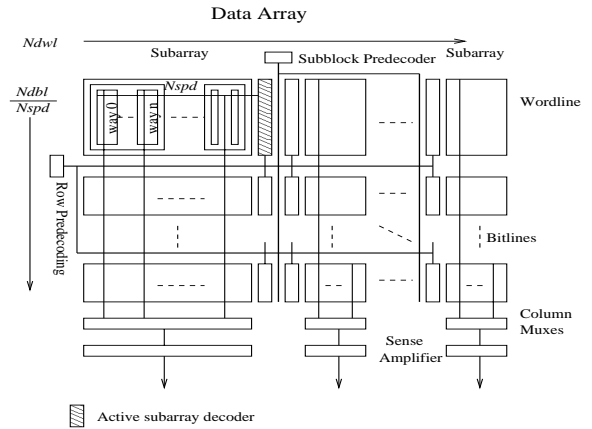 Data Array
Ndwl
Subarray
Subblock Predecoder
Subarray
Ndbl
Nspd
Nspd
way 0
way n
Wordline
Row Predecoding
Bitlines
Column
Muxes
Sense
Amplifier
Active subarray decoder